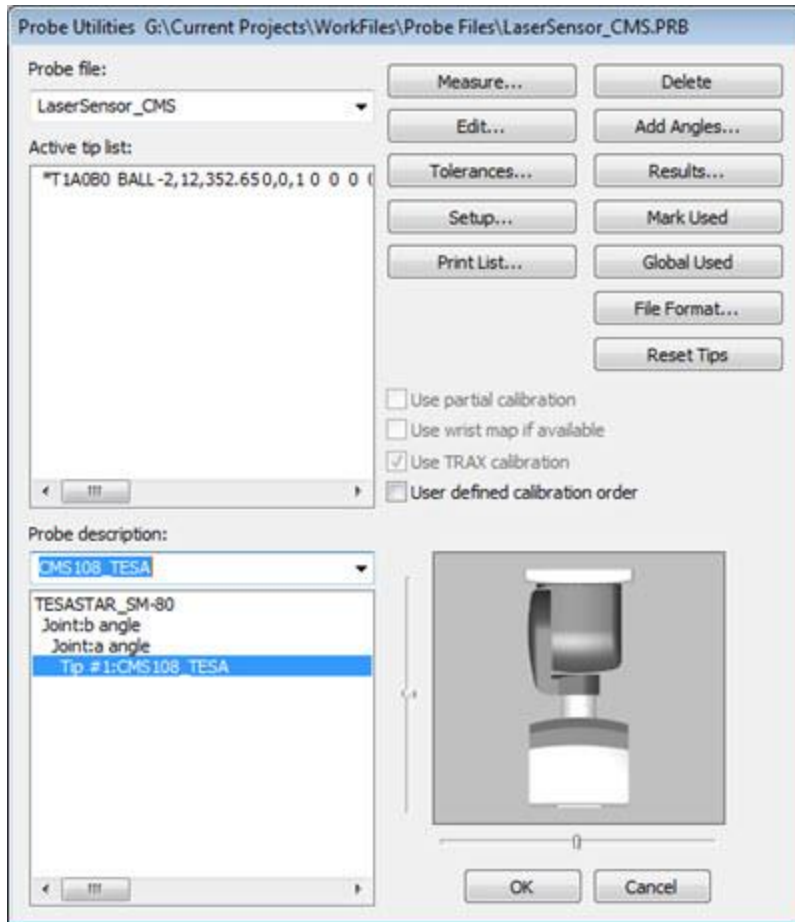 Probe Utilities G:\Current Projects\WorkFiles\Probe Files\LaserSensor_CMS.PRB
Probe file:
LaserSensor_CMS
Active tip list:
*T1A0B0 BALL -2,12,352.65 0,0,1 0 0 0 0
Measure...
Delete
Edit...
Add Angles...
Tolerances...
Results...
Setup...
Mark Used
Print List...
Global Used
File Format...
Reset Tips
Use partial calibration
Use wrist map if available
Use TRAX calibration
User defined calibration order
Probe description:
CMS108_TESA
TESASTAR_SM-80
Joint:b angle
Joint:a angle
Tip #1:CMS108_TESA
OK
Cancel